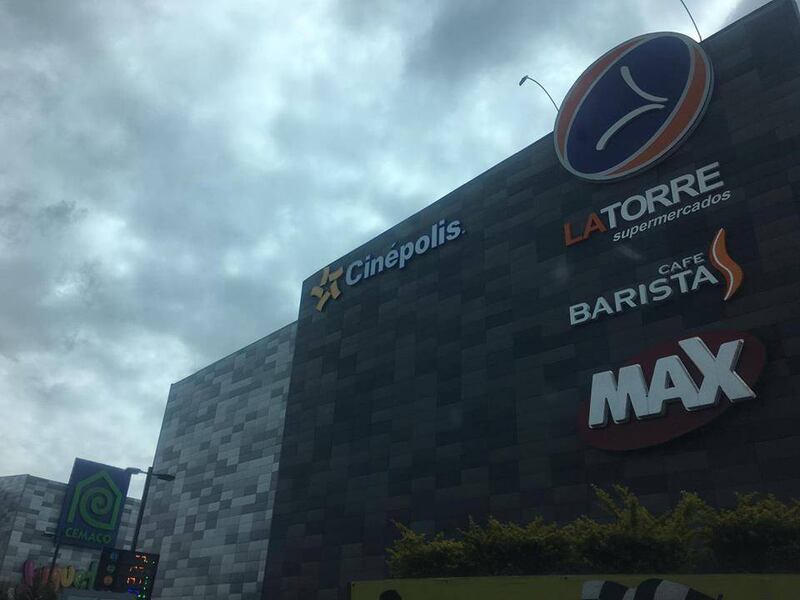 Cinépolis
LATORRE
supermercados
CAFE
BARISTA
MAX
CEMACO